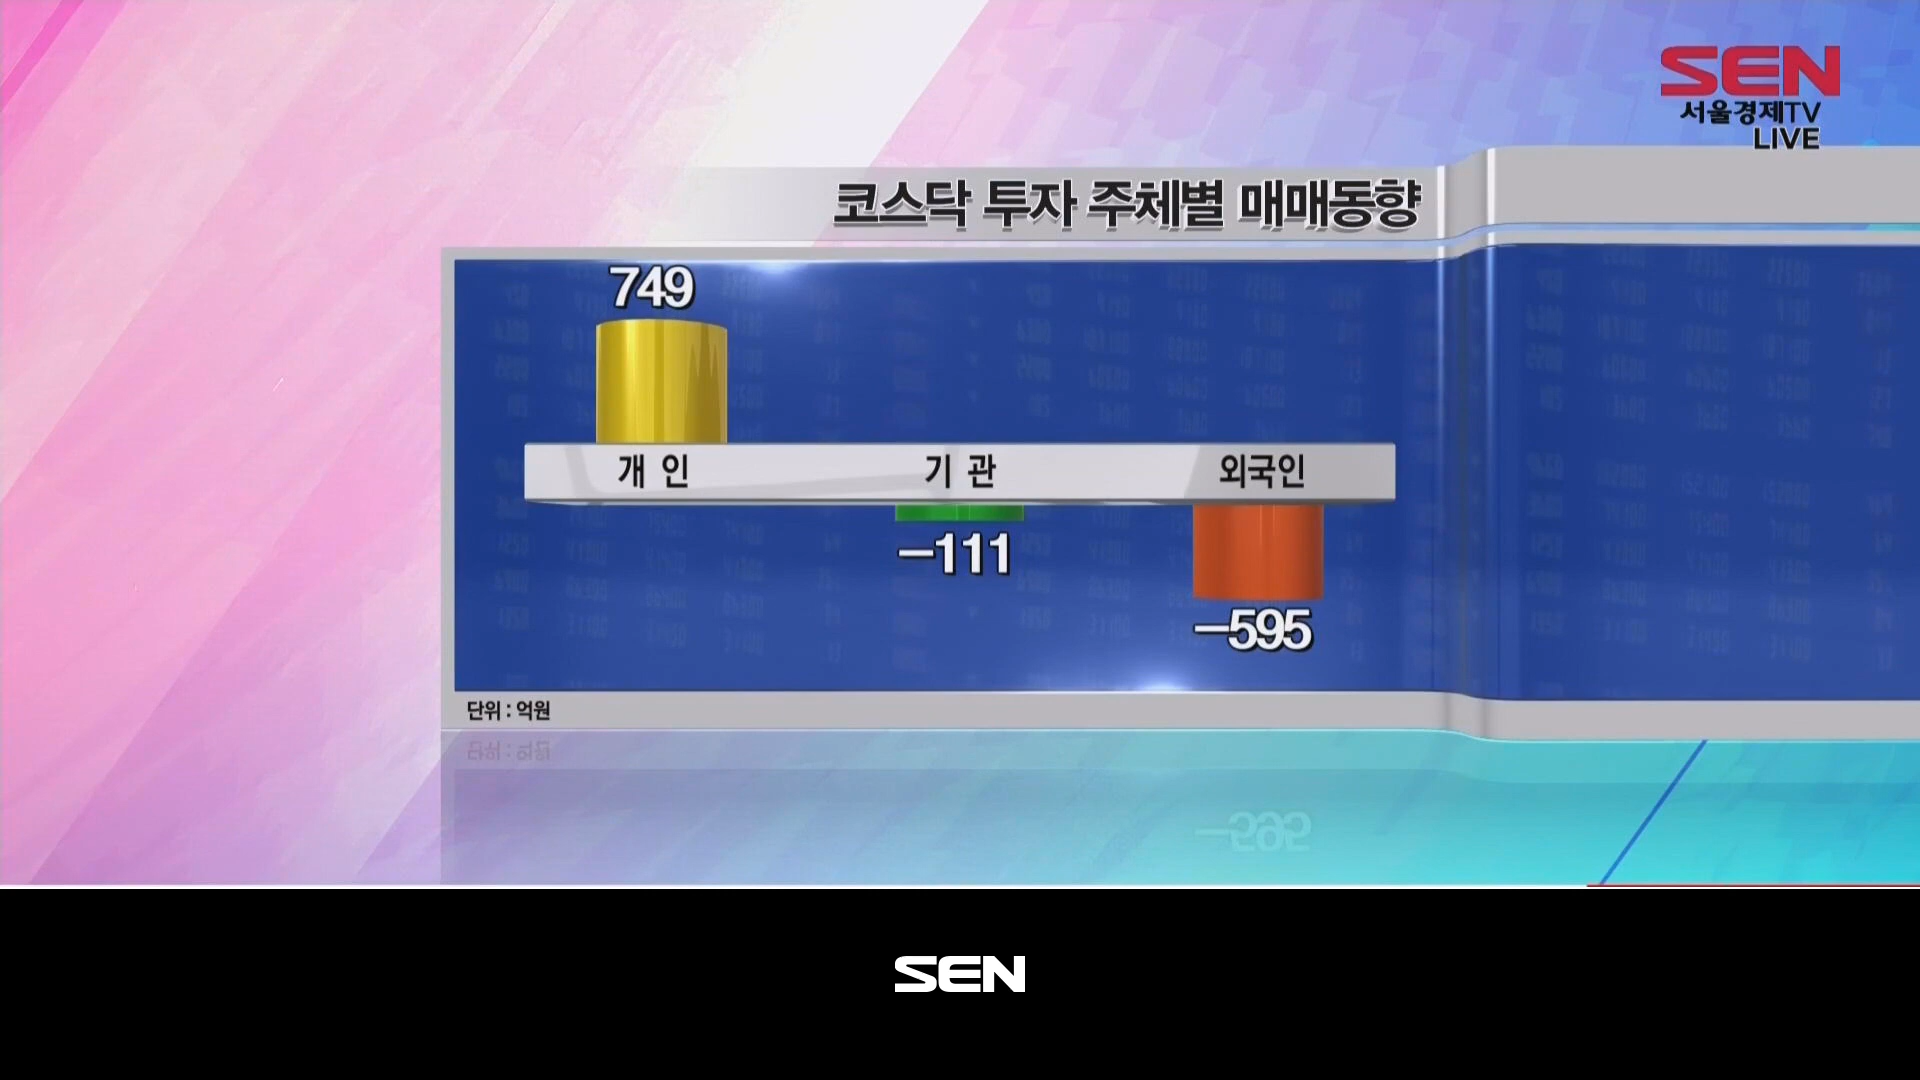 SEN
서울경제TV
LIVE
코스닥 투자 주체별 매매동향
749
개 인
기 관
외국인
-111
-595
단위 : 억원
SEN